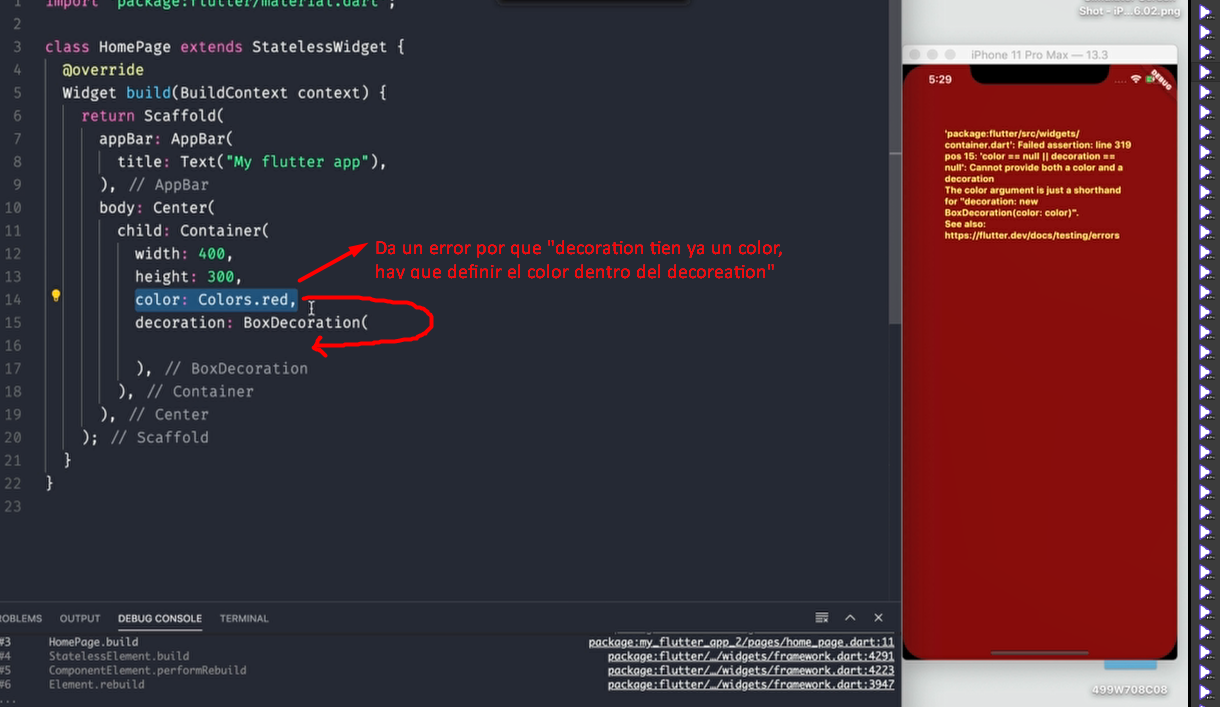 1 import 'package:flutter/material.dart';
2
3 class HomePage extends StatelessWidget {
4 @override
5 Widget build(BuildContext context) {
6 return Scaffold(
7 appBar: AppBar(
8 title: Text("My flutter app"),
9 ), // AppBar
10 body: Center(
11 child: Container(
12 width: 400,
13 height: 300,
14 color: Colors.red,
15 decoration: BoxDecoration(
16
17 ), // BoxDecoration
18 ), // Container
19 ), // Center
20 ); // Scaffold
21 }
22 }
23
Da un error por que "decoration tien ya un color,
hay que definir el color dentro del decoreation"
ROBLEMS OUTPUT DEBUG CONSOLE TERMINAL
#3 HomePage.build package:my_flutter_app_2/pages/home_page.dart:11
#4 StatelessElement.build package:flutter/…/widgets/framework.dart:4291
#5 ComponentElement.performRebuild package:flutter/…/widgets/framework.dart:4223
#6 Element.rebuild package:flutter/…/widgets/framework.dart:3947
...
Shot - iP...6.02.png
iPhone 11 Pro Max — 13.3
5:29
DEBUG
'package:flutter/src/widgets/
container.dart': Failed assertion: line 319
pos 15: 'color == null || decoration ==
null': Cannot provide both a color and a
decoration
The color argument is just a shorthand
for "decoration: new
BoxDecoration(color: color)".
See also:
https://flutter.dev/docs/testing/errors
499W708C08